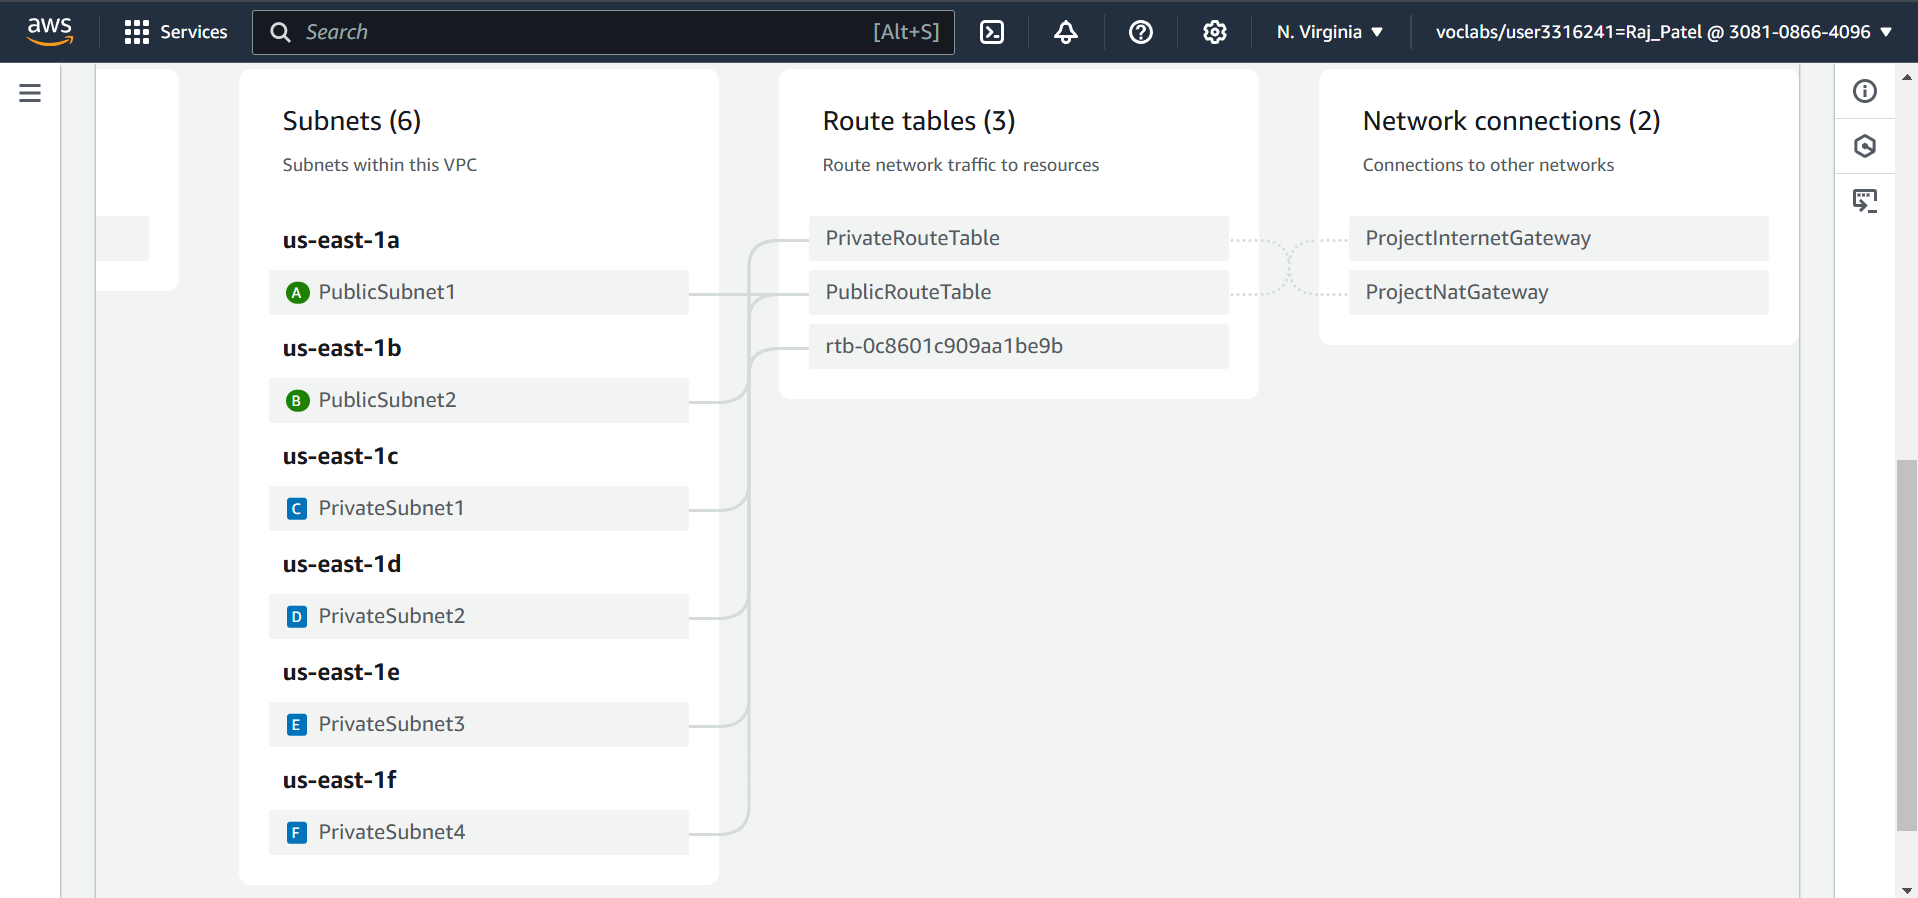 aws
Services
Search
[Alt+S]
N. Virginia
voclabs/user3316241=Raj_Patel @ 3081-0866-4096
Subnets (6)
Subnets within this VPC
us-east-1a
A PublicSubnet1
us-east-1b
B PublicSubnet2
us-east-1c
C PrivateSubnet1
us-east-1d
D PrivateSubnet2
us-east-1e
E PrivateSubnet3
us-east-1f
F PrivateSubnet4
Route tables (3)
Route network traffic to resources
PrivateRouteTable
PublicRouteTable
rtb-0c8601c909aa1be9b
Network connections (2)
Connections to other networks
ProjectInternetGateway
ProjectNatGateway